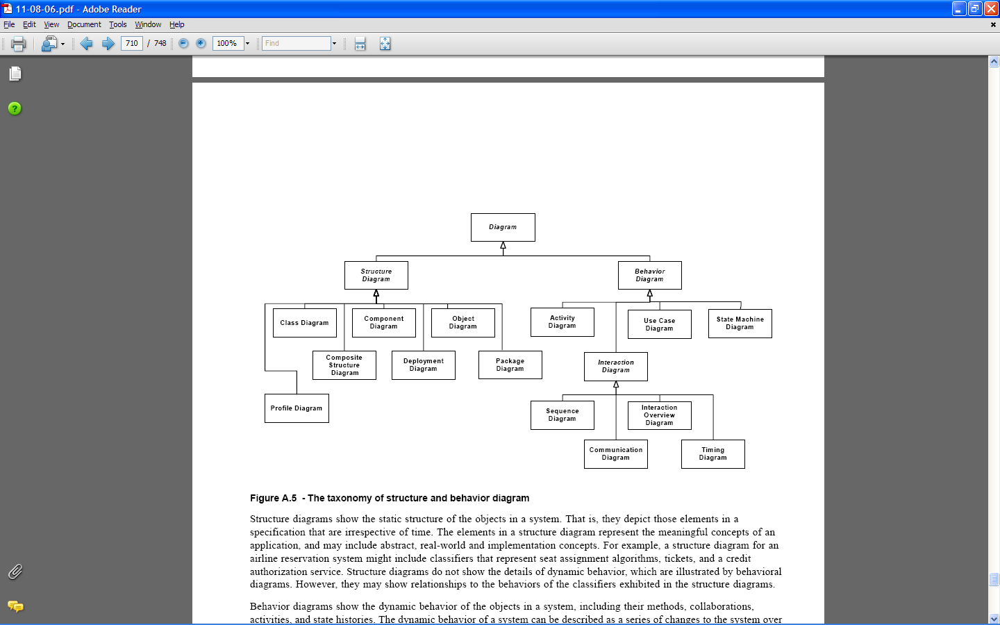 11-08-06.pdf - Adobe Reader
File Edit View Document Tools Window Help
710 / 748 100% Find
Diagram
Structure
Diagram
Behavior
Diagram
Class Diagram
Component
Diagram
Object
Diagram
Activity
Diagram
Use Case
Diagram
State Machine
Diagram
Composite
Structure
Diagram
Deployment
Diagram
Package
Diagram
Interaction
Diagram
Profile Diagram
Sequence
Diagram
Interaction
Overview
Diagram
Communication
Diagram
Timing
Diagram
Figure A.5 - The taxonomy of structure and behavior diagram
Structure diagrams show the static structure of the objects in a system. That is, they depict those elements in a
specification that are irrespective of time. The elements in a structure diagram represent the meaningful concepts of an
application, and may include abstract, real-world and implementation concepts. For example, a structure diagram for an
airline reservation system might include classifiers that represent seat assignment algorithms, tickets, and a credit
authorization service. Structure diagrams do not show the details of dynamic behavior, which are illustrated by behavioral
diagrams. However, they may show relationships to the behaviors of the classifiers exhibited in the structure diagrams.
Behavior diagrams show the dynamic behavior of the objects in a system, including their methods, collaborations,
activities, and state histories. The dynamic behavior of a system can be described as a series of changes to the system over